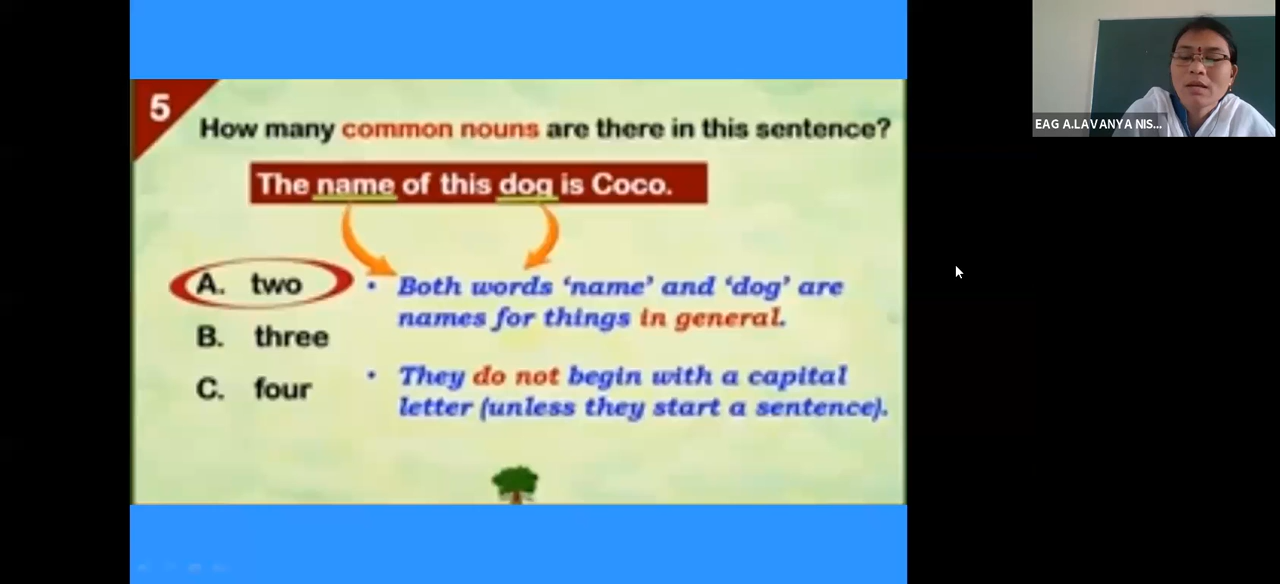 5
How many common nouns are there in this sentence?
The name of this dog is Coco.
A. two
B. three
C. four
• Both words ‘name’ and ‘dog’ are
names for things in general.
• They do not begin with a capital
letter (unless they start a sentence).
EAG A.LAVANYA NIS...